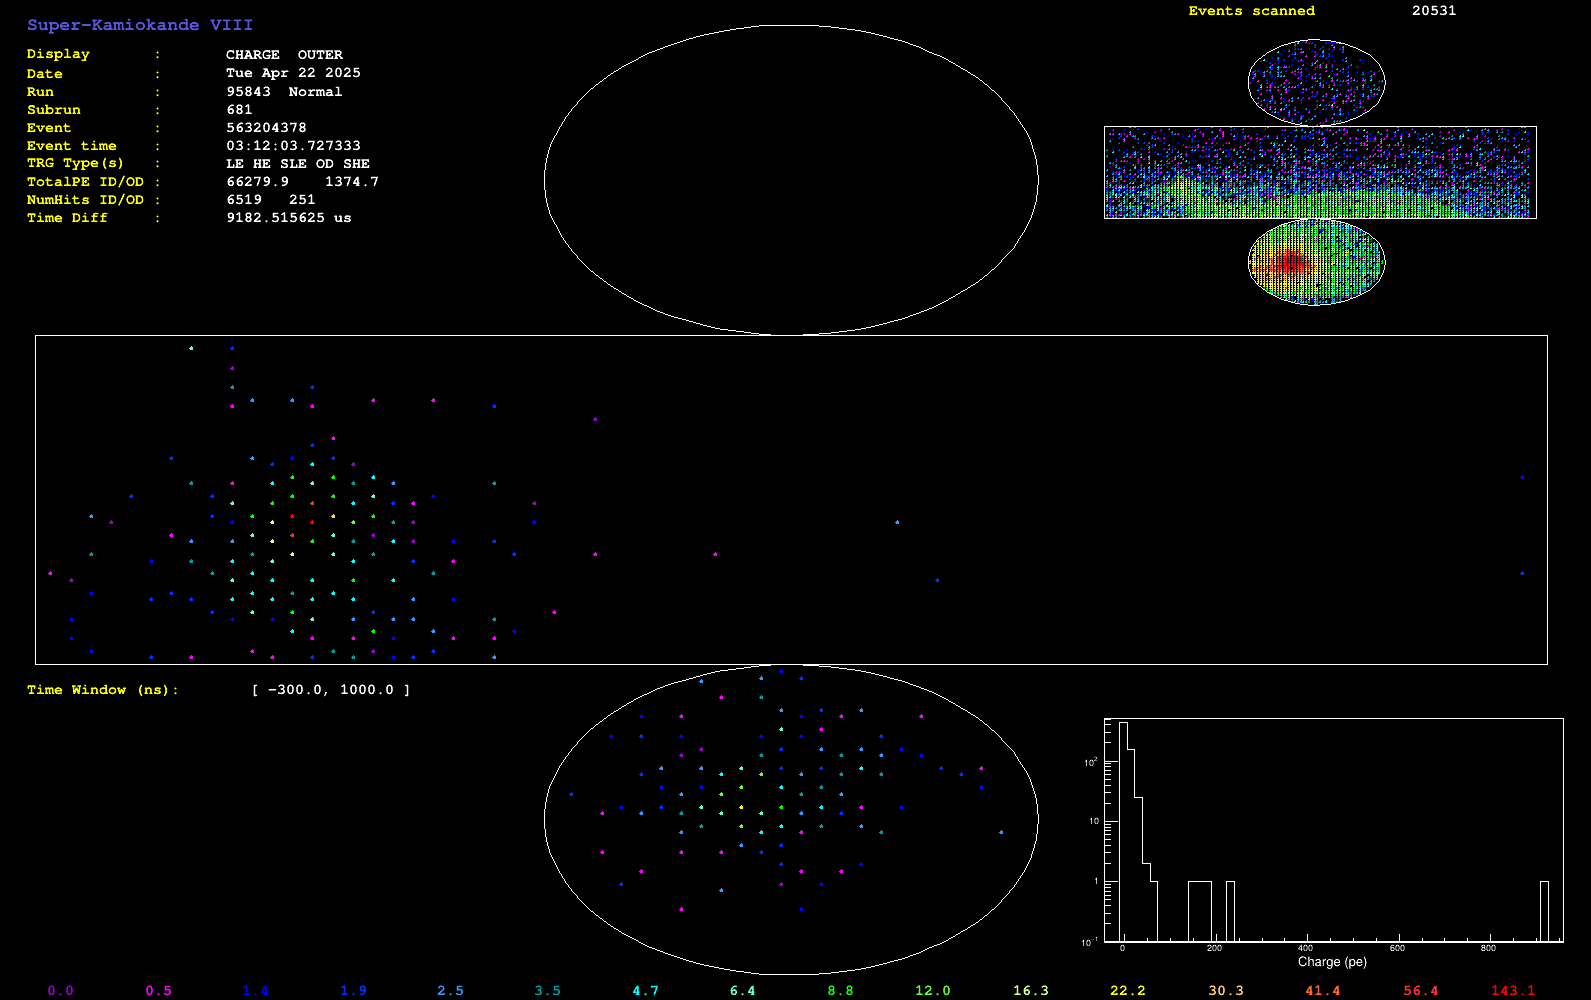 Super-Kamiokande VIII
Events scanned 20531
Display : CHARGE OUTER
Date : Tue Apr 22 2025
Run : 95843 Normal
Subrun : 681
Event : 563204378
Event time : 03:12:03.727333
TRG Type(s) : LE HE SLE OD SHE
TotalPE ID/OD : 66279.9 1374.7
NumHits ID/OD : 6519 251
Time Diff : 9182.515625 us
Time Window (ns): [ -300.0, 1000.0 ]
10²
10
1
10⁻¹
0 200 400 600 800
Charge (pe)
0.0 0.5 1.4 1.9 2.5 3.5 4.7 6.4 8.8 12.0 16.3 22.2 30.3 41.4 56.4 143.1